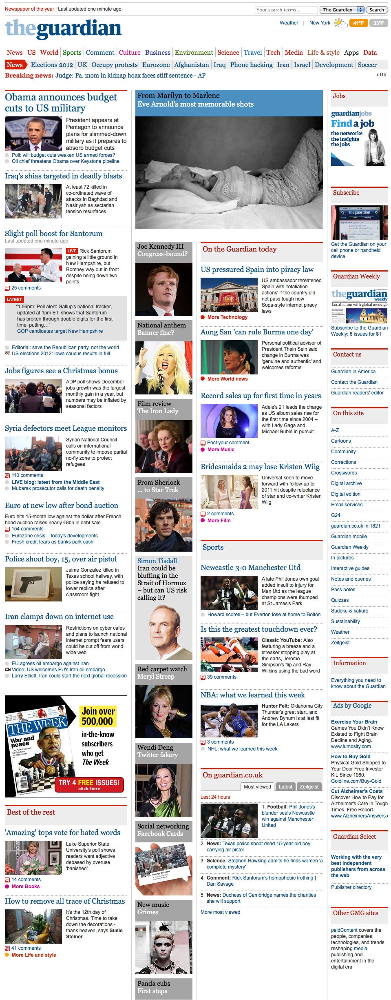 Newspaper of the year | Last updated one minute ago
Your search terms...
The Guardian
Search
theguardian
Weather | New York 41°F 33°F
News US World Sports Comment Culture Business Environment Science Travel Tech Media Life & style Apps Data
News Elections 2012 UK Occupy protests Eurozone Afghanistan Iraq Phone hacking Iran Israel Development Soccer
Breaking news: Judge: Pa. mom in kidnap hoax faces stiff sentence - AP
Obama announces budget
cuts to US military
President appears at
Pentagon to announce
plans for slimmed-down
military as it prepares to
absorb budget cuts
Poll: will budget cuts weaken US armed forces?
Oil chief threatens Obama over Keystone pipeline
Iraq's shias targeted in deadly blasts
At least 72 killed in
co-ordinated wave of
attacks in Baghdad and
Nasiriyah as sectarian
tension resurfaces
Slight poll boost for Santorum
Last updated one minute ago
LIVE Rick Santorum
gaining a little ground in
New Hampshire, but
Romney way out in front
despite being down two
points
25 comments
LATEST
"1.56pm: Poll alert: Gallup's national tracker,
updated at 1pm ET, shows that Santorum
has broken through double digits for the first
time, putting…"
GOP candidates target New Hampshire
Editorial: save the Republican party, not the world
US elections 2012: Iowa caucus results in full
Jobs figures see a Christmas bonus
ADP poll shows December
jobs growth was the largest
monthly gain in a year, but
numbers may be inflated by
seasonal factors
Syria defectors meet League monitors
Syrian National Council
calls on international
community to impose partial
no-fly zone to protect
refugees
110 comments
LIVE blog: latest from the Middle East
Mubarak prosecutor calls for death penalty
Euro at new low after bond auction
Euro hits 15-month low against the dollar after French
bond auction raises nearly €8bn in debt sale
154 comments
Eurozone crisis – today's developments
Fresh credit fears as banks park cash
Police shoot boy, 15, over air pistol
Jaime Gonzalez killed in
Texas school hallway, with
police saying he refused to
lower replica after
classroom fight
Iran clamps down on internet use
Restrictions on cyber cafes
and plans to launch national
internet prompt fears users
could be cut off from world
wide web
EU agrees oil embargo against Iran
Video: US welcomes EU's Iran oil embargo
Larry Elliott: Iran could start the next global recession
THE WEEK
War and
peace
The Nobel winner's
fateful choice
in Afghanistan
Join over
500,000
in-the-know
subscribers
who get
The Week
TRY 4 FREE ISSUES!
click here
Best of the rest
'Amazing' tops vote for hated words
Lake Superior State
University's poll shows
readers want adjective
debased by overuse
'banished'
14 comments
More Books
How to remove all trace of Christmas
It's the 12th day of
Christmas. Time to take
down the decorations -
thank heaven, says Susie
Steiner
41 comments
More Life and style
From Marilyn to Marlene
Eve Arnold's most memorable shots
Joe Kennedy III
Congress-bound?
National anthem
Banner fine?
Film review
The Iron Lady
From Sherlock
... to Star Trek
Simon Tisdall
Iran could be
bluffing in the
Strait of Hormuz
– but can US risk
calling it?
Red carpet watch
Meryl Streep
Wendi Deng
Twitter fakery
Social networking
Facebook Cards
George Grinsted
Royal College of Art
London, England
New music
Grimes
Panda cubs
First steps
On the Guardian today
US pressured Spain into piracy law
US ambassador threatened
Spain with 'retaliation
actions' if the country did
not pass tough new
Sopa-style internet piracy
laws
More Technology
Aung San 'can rule Burma one day'
Personal political adviser of
President Thein Sein said
change in Burma was
'genuine and authentic' and
welcomes reforms
More World news
Record sales up for first time in years
Adele's 21 leads the charge
as US album sales rise for
the first time since 2004 –
with Lady Gaga and
Michael Bublé in pursuit
Post your comment
More Music
Bridesmaids 2 may lose Kristen Wiig
Universal keen to move
forward with follow-up to
2011 hit despite reluctance
of star and co-writer Kristen
Wiig
2 comments
More Film
Sports
Newcastle 3-0 Manchester Utd
northern
rock
A late Phil Jones own goal
added insult to injury for
Man Utd as the league
champions were thumped
at St James's Park
Howard scores – but Everton lose at home to Bolton
Is this the greatest touchdown ever?
Classic YouTube: Also
featuring a breeze and a
streaker stopping play at
the darts, Jerome
Simpson's flip and Ray
Wilkins using the bad word
39 comments
NBA: what we learned this week
Hunter Felt: Oklahoma City
Thunder's great start, and
Andrew Bynum is at last fit
for the LA Lakers
3 comments
NHL: what we learned this week
On guardian.co.uk
Most viewed Latest Zeitgeist
Last 24 hours
1. Football: Phil Jones's
blunder seals Newcastle
win against Manchester
United
2. News: Texas police shoot dead 15-year-old boy
carrying air pistol
3. Science: Stephen Hawking admits he finds women 'a
complete mystery'
4. Comment: Rick Santorum's homophobic frothing |
Dan Savage
5. News: Duchess of Cambridge names the charities
she will support
More most viewed
Jobs
guardianjobs
Find a job
the networks
the insights
the jobs
Subscribe
theguardian
Get the Guardian on your
cell phone or handheld
device
Guardian Weekly
theguardian
weekly
Local action with global message
Subscribe to the Guardian
Weekly: 6 issues for $1
Contact us
Guardian in America
Contact the Guardian
Guardian readers' editor
On this site
A-Z
Cartoons
Community
Corrections
Crosswords
Digital archive
Digital edition
Email services
G24
guardian.co.uk in 1821
Guardian mobile
Guardian Weekly
In pictures
Interactive guides
Notes and queries
Pass notes
Quizzes
Sudoku & kakuro
Sustainability
Weather
Zeitgeist
Information
Everything you need to
know about the Guardian
Ads by Google
Exercise Your Brain
Games You Didn't Know
Existed to Fight Brain
Decline and Aging.
www.lumosity.com
How to Buy Gold
Physical Gold Shipped to
Your Door Free Investor
Kit. Since 1960.
Goldline.com/Buy-Gold
Cut Alzheimer's Costs
Discover How to Pay for
Alzheimer's Care in Tough
Times. Free Report.
www.AlzheimersAnswers.c
Guardian Select
Working with the very
best independent
publishers from across
the web
Publisher directory
Other GMG sites
paidContent covers the
people, companies,
technologies, and trends
reshaping media,
publishing and
entertainment in the
digital era